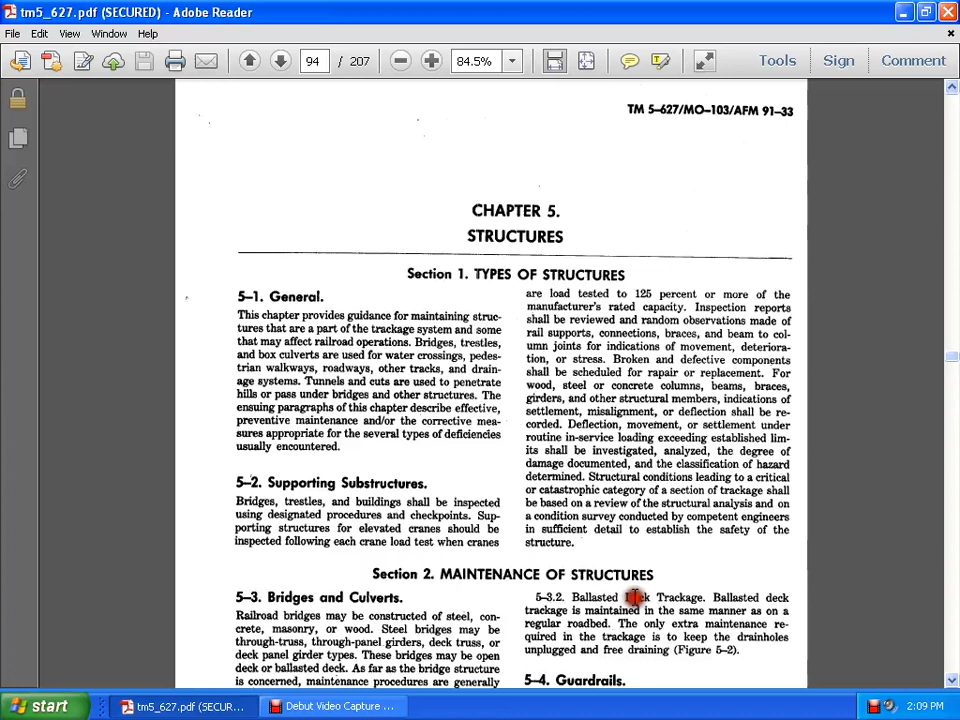 tm5_627.pdf (SECURED) - Adobe Reader
File Edit View Window Help
94 / 207 84.5% Tools Sign Comment
TM 5-627/MO-103/AFM 91-33
CHAPTER 5.
STRUCTURES
Section 1. TYPES OF STRUCTURES
5-1. General.
This chapter provides guidance for maintaining struc-
tures that are a part of the trackage system and some
that may affect railroad operations. Bridges, trestles,
and box culverts are used for water crossings, pedes-
trian walkways, roadways, other tracks, and drain-
age systems. Tunnels and cuts are used to penetrate
hills or pass under bridges and other structures. The
ensuing paragraphs of this chapter describe effective,
preventive maintenance and/or the corrective mea-
sures appropriate for the several types of deficiencies
usually encountered.
5-2. Supporting Substructures.
Bridges, trestles, and buildings shall be inspected
using designated procedures and checkpoints. Sup-
porting structures for elevated cranes should be
inspected following each crane load test when cranes
are load tested to 125 percent or more of the
manufacturer's rated capacity. Inspection reports
shall be reviewed and random observations made of
rail supports, connections, braces, and beam to col-
umn joints for indications of movement, deteriora-
tion, or stress. Broken and defective components
shall be scheduled for rapair or replacement. For
wood, steel or concrete columns, beams, braces,
girders, and other structural members, indications of
settlement, misalignment, or deflection shall be re-
corded. Deflection, movement, or settlement under
routine in-service loading exceeding established lim-
its shall be investigated, analyzed, the degree of
damage documented, and the classification of hazard
determined. Structural conditions leading to a critical
or catastrophic category of a section of trackage shall
be based on a review of the structural analysis and on
a condition survey conducted by competent engineers
in sufficient detail to establish the safety of the
structure.
Section 2. MAINTENANCE OF STRUCTURES
5-3. Bridges and Culverts.
Railroad bridges may be constructed of steel, con-
crete, masonry, or wood. Steel bridges may be
through-truss, through-panel girders, deck truss, or
deck panel girder types. These bridges may be open
deck or ballasted deck. As far as the bridge structure
is concerned, maintenance procedures are generally
5-3.2. Ballasted Trackage. Ballasted deck
trackage is maintained in the same manner as on a
regular roadbed. The only extra maintenance re-
quired in the trackage is to keep the drainholes
unplugged and free draining (Figure 5-2).
5-4. Guardrails.
start tm5_627.pdf (SECUR... Debut Video Capture ... 2:09 PM